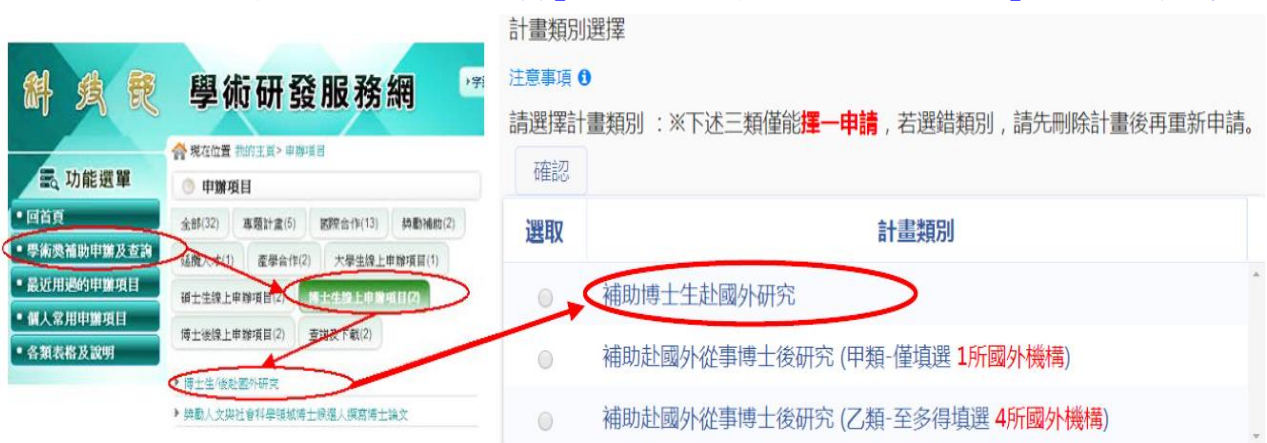 科技部 學術研發服務網
現在位置 我的主頁> 申辦項目
功能選單
回首頁
學術獎補助申辦及查詢
最近用過的申辦項目
個人常用申辦項目
各類表格及說明
申辦項目
全部(32) 專題計畫(5) 國際合作(13) 獎勵補助(2)
延攬人才(1) 產學合作(2) 大學生線上申辦項目(1)
碩士生線上申辦項目(2) 博士生線上申辦項目(2)
博士後線上申辦項目(2) 查詢及下載(2)
博士生/後赴國外研究
獎勵人文與社會科學領域博士候選人撰寫博士論文
計畫類別選擇
注意事項
請選擇計畫類別 ：※下述三類僅能擇一申請，若選錯類別，請先刪除計畫後再重新申請。
確認
選取 計畫類別
補助博士生赴國外研究
補助赴國外從事博士後研究 (甲類-僅填選 1所國外機構)
補助赴國外從事博士後研究 (乙類-至多得填選 4所國外機構)